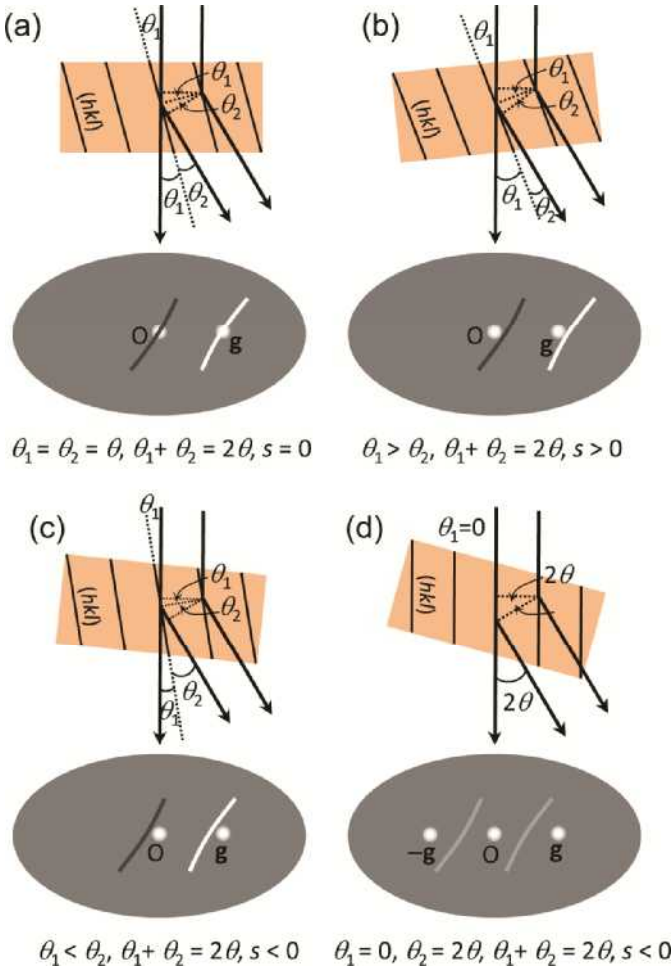 (a)
θ₁
θ₁
θ₂
(hkl)
θ₁
θ₂
O
g
θ₁ = θ₂ = θ, θ₁ + θ₂ = 2θ, s = 0
(b)
θ₁
θ₁
θ₂
(hkl)
θ₁
θ₂
O
g
θ₁ > θ₂, θ₁ + θ₂ = 2θ, s > 0
(c)
θ₁
θ₁
θ₂
(hkl)
θ₁
θ₂
O
g
θ₁ < θ₂, θ₁ + θ₂ = 2θ, s < 0
(d)
θ₁=0
2θ
(hkl)
2θ
–g
O
g
θ₁ = 0, θ₂ = 2θ, θ₁ + θ₂ = 2θ, s < 0